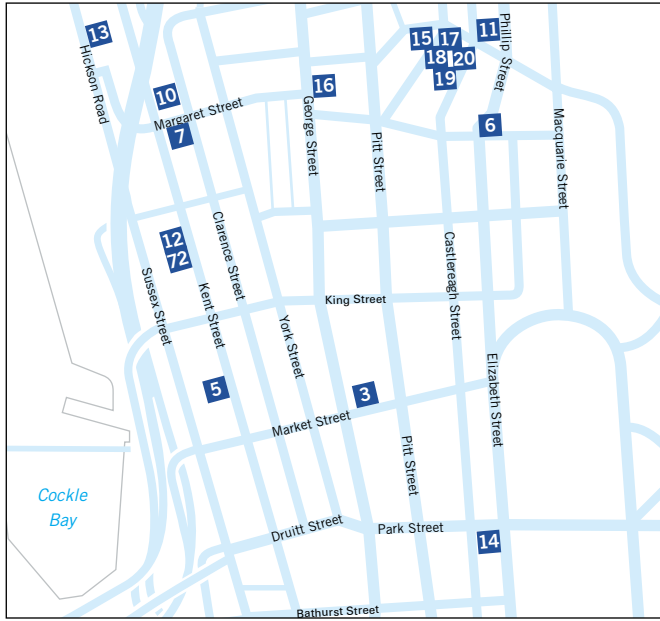 13
15
17
11
Phillip Street
18
20
19
Hickson Road
10
16
Margaret Street
George Street
7
6
Pitt Street
Macquarie Street
12
72
Clarence Street
Castlereagh Street
Sussex Street
Kent Street
King Street
York Street
5
3
Elizabeth Street
Market Street
Pitt Street
Cockle
Bay
Druitt Street
Park Street
14
Bathurst Street